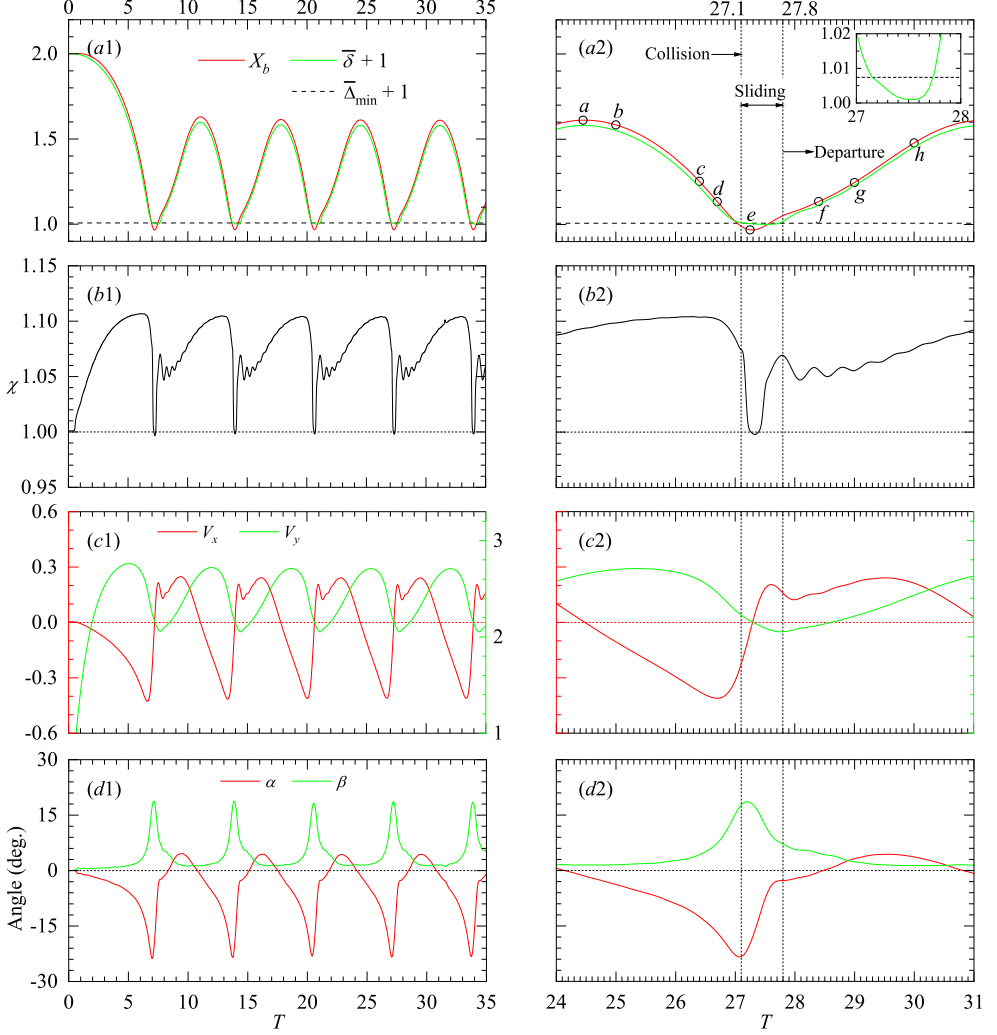 0 5 10 15 20 25 30 35
27.1 27.8
(a1)
X_b
δ̅ + 1
Δ̅_min + 1
2.0
1.5
1.0
(a2)
Collision
Sliding
Departure
a b c d e f g h
1.02
1.01
1.00
27 28
(b1)
1.15
1.10
1.05
1.00
0.95
χ
(b2)
(c1)
V_x V_y
0.6
0.3
0.0
-0.3
-0.6
3
2
1
(c2)
(d1)
α β
30
15
0
-15
-30
Angle (deg.)
(d2)
0 5 10 15 20 25 30 35
T
24 25 26 27 28 29 30 31
T